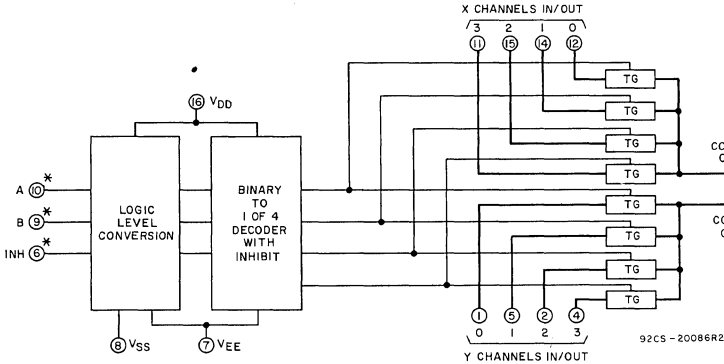 X CHANNELS IN/OUT
3 2 1 0
11 15 14 12
TG
16 VDD
TG
TG
TG
A 10 *
B 9 *
INH 6 *
LOGIC
LEVEL
CONVERSION
BINARY
TO
1 OF 4
DECODER
WITH
INHIBIT
TG
TG
TG
TG
8 VSS
7 VEE
1 5 2 4
0 1 2 3
Y CHANNELS IN/OUT
92CS-20086R2